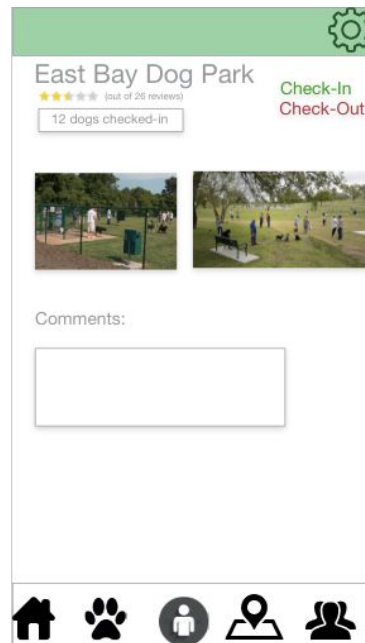 East Bay Dog Park
(out of 26 reviews)
12 dogs checked-in
Check-In
Check-Out
Comments: